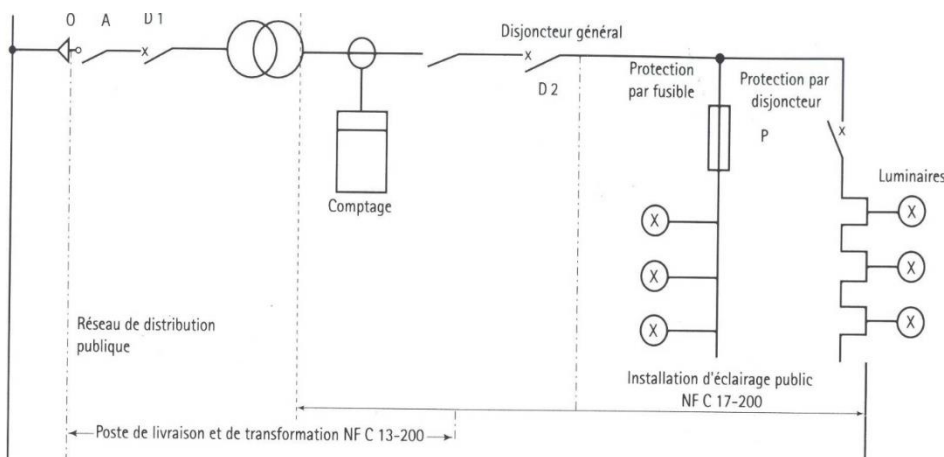 O A D 1
Disjoncteur général
D 2
Protection
par fusible
Protection par
disjoncteur
P
Luminaires
Comptage
X
X
X
X
X
X
Réseau de distribution
publique
Installation d'éclairage public
NF C 17-200
Poste de livraison et de transformation NF C 13-200